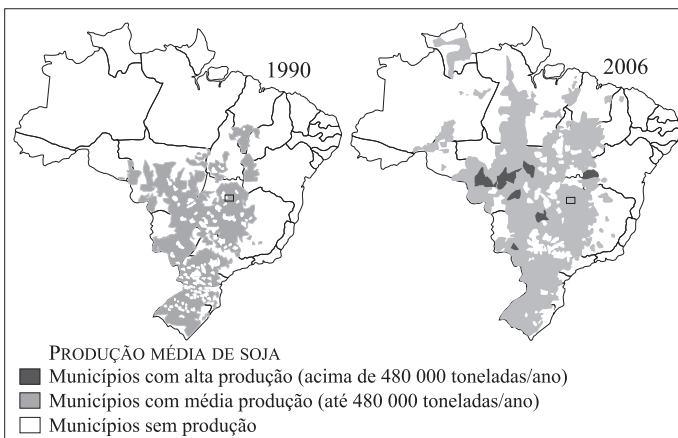 1990
2006
PRODUÇÃO MÉDIA DE SOJA
Municípios com alta produção (acima de 480 000 toneladas/ano)
Municípios com média produção (até 480 000 toneladas/ano)
Municípios sem produção